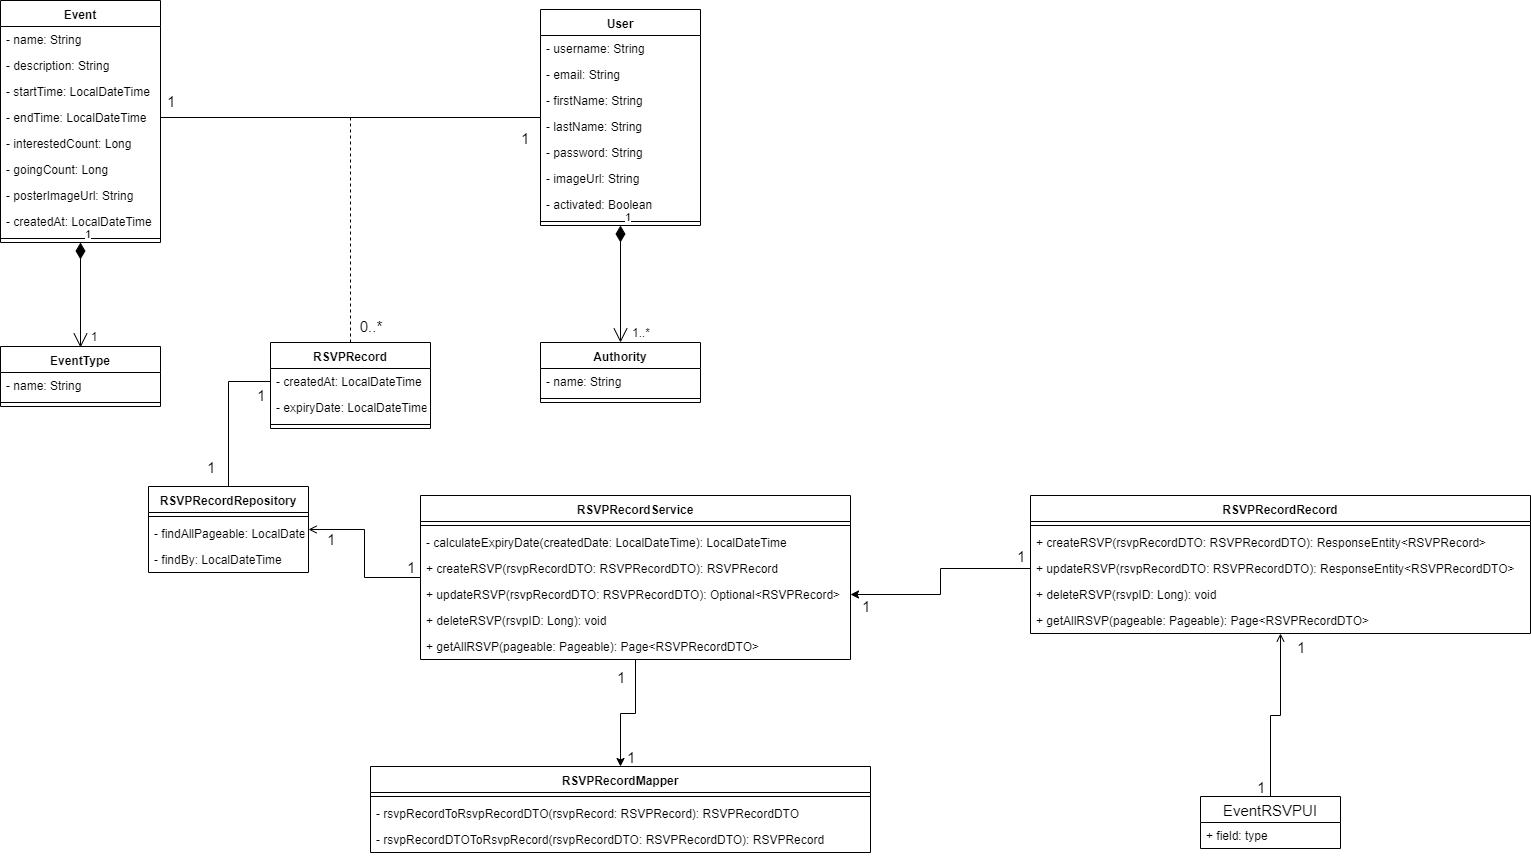 Event
- name: String
- description: String
- startTime: LocalDateTime
- endTime: LocalDateTime
- interestedCount: Long
- goingCount: Long
- posterImageUrl: String
- createdAt: LocalDateTime
1
1
1
User
- username: String
- email: String
- firstName: String
- lastName: String
- password: String
- imageUrl: String
- activated: Boolean
1
1
EventType
- name: String
0..*
RSVPRecord
- createdAt: LocalDateTime
- expiryDate: LocalDateTime
1..*
Authority
- name: String
1
1
RSVPRecordRepository
- findAllPageable: LocalDate
- findBy: LocalDateTime
1
1
RSVPRecordService
- calculateExpiryDate(createdDate: LocalDateTime): LocalDateTime
+ createRSVP(rsvpRecordDTO: RSVPRecordDTO): RSVPRecord
+ updateRSVP(rsvpRecordDTO: RSVPRecordDTO): Optional<RSVPRecord>
+ deleteRSVP(rsvpID: Long): void
+ getAllRSVP(pageable: Pageable): Page<RSVPRecordDTO>
1
1
RSVPRecordRecord
+ createRSVP(rsvpRecordDTO: RSVPRecordDTO): ResponseEntity<RSVPRecord>
+ updateRSVP(rsvpRecordDTO: RSVPRecordDTO): ResponseEntity<RSVPRecordDTO>
+ deleteRSVP(rsvpID: Long): void
+ getAllRSVP(pageable: Pageable): Page<RSVPRecordDTO>
1
1
1
RSVPRecordMapper
- rsvpRecordToRsvpRecordDTO(rsvpRecord: RSVPRecord): RSVPRecordDTO
- rsvpRecordDTOToRsvpRecord(rsvpRecordDTO: RSVPRecordDTO): RSVPRecord
1
EventRSVPUI
+ field: type